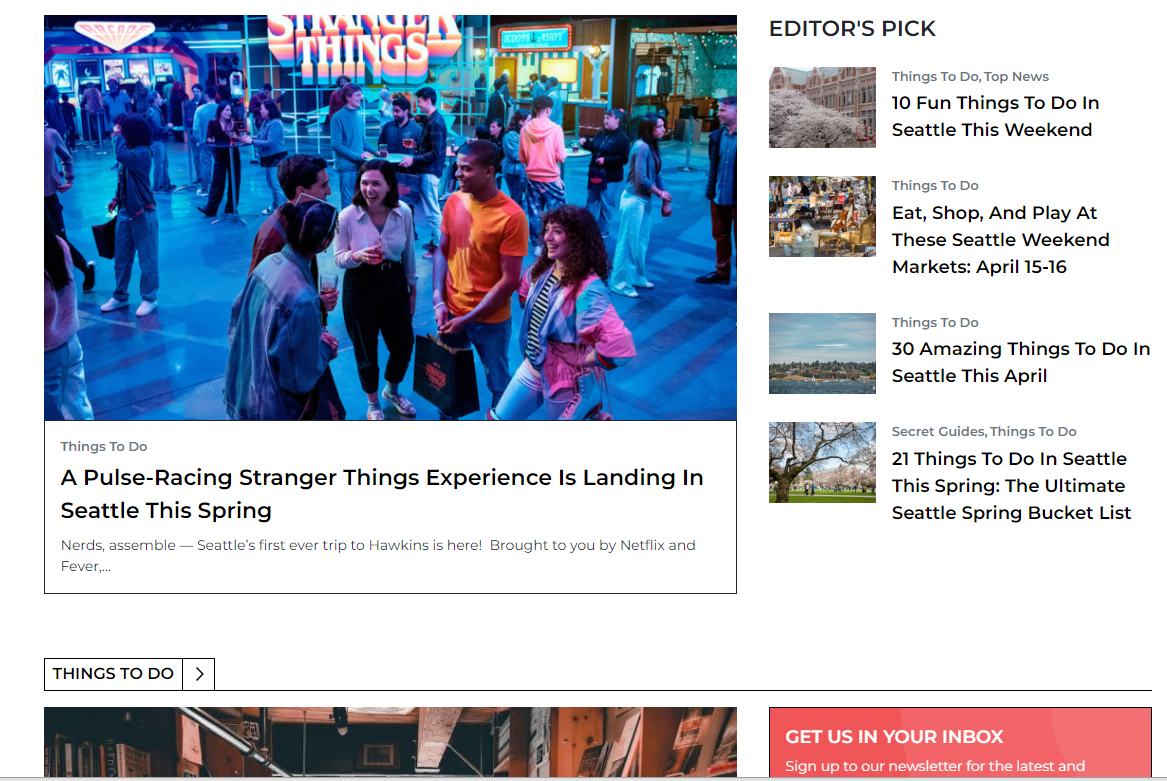 ARCADE
STRANGER
THINGS
SCOOPS AHOY
Things To Do
A Pulse-Racing Stranger Things Experience Is Landing In
Seattle This Spring
Nerds, assemble — Seattle’s first ever trip to Hawkins is here!  Brought to you by Netflix and
Fever,...
EDITOR'S PICK
Things To Do, Top News
10 Fun Things To Do In
Seattle This Weekend
Things To Do
Eat, Shop, And Play At
These Seattle Weekend
Markets: April 15-16
Things To Do
30 Amazing Things To Do In
Seattle This April
Secret Guides, Things To Do
21 Things To Do In Seattle
This Spring: The Ultimate
Seattle Spring Bucket List
THINGS TO DO
GET US IN YOUR INBOX
Sign up to our newsletter for the latest and